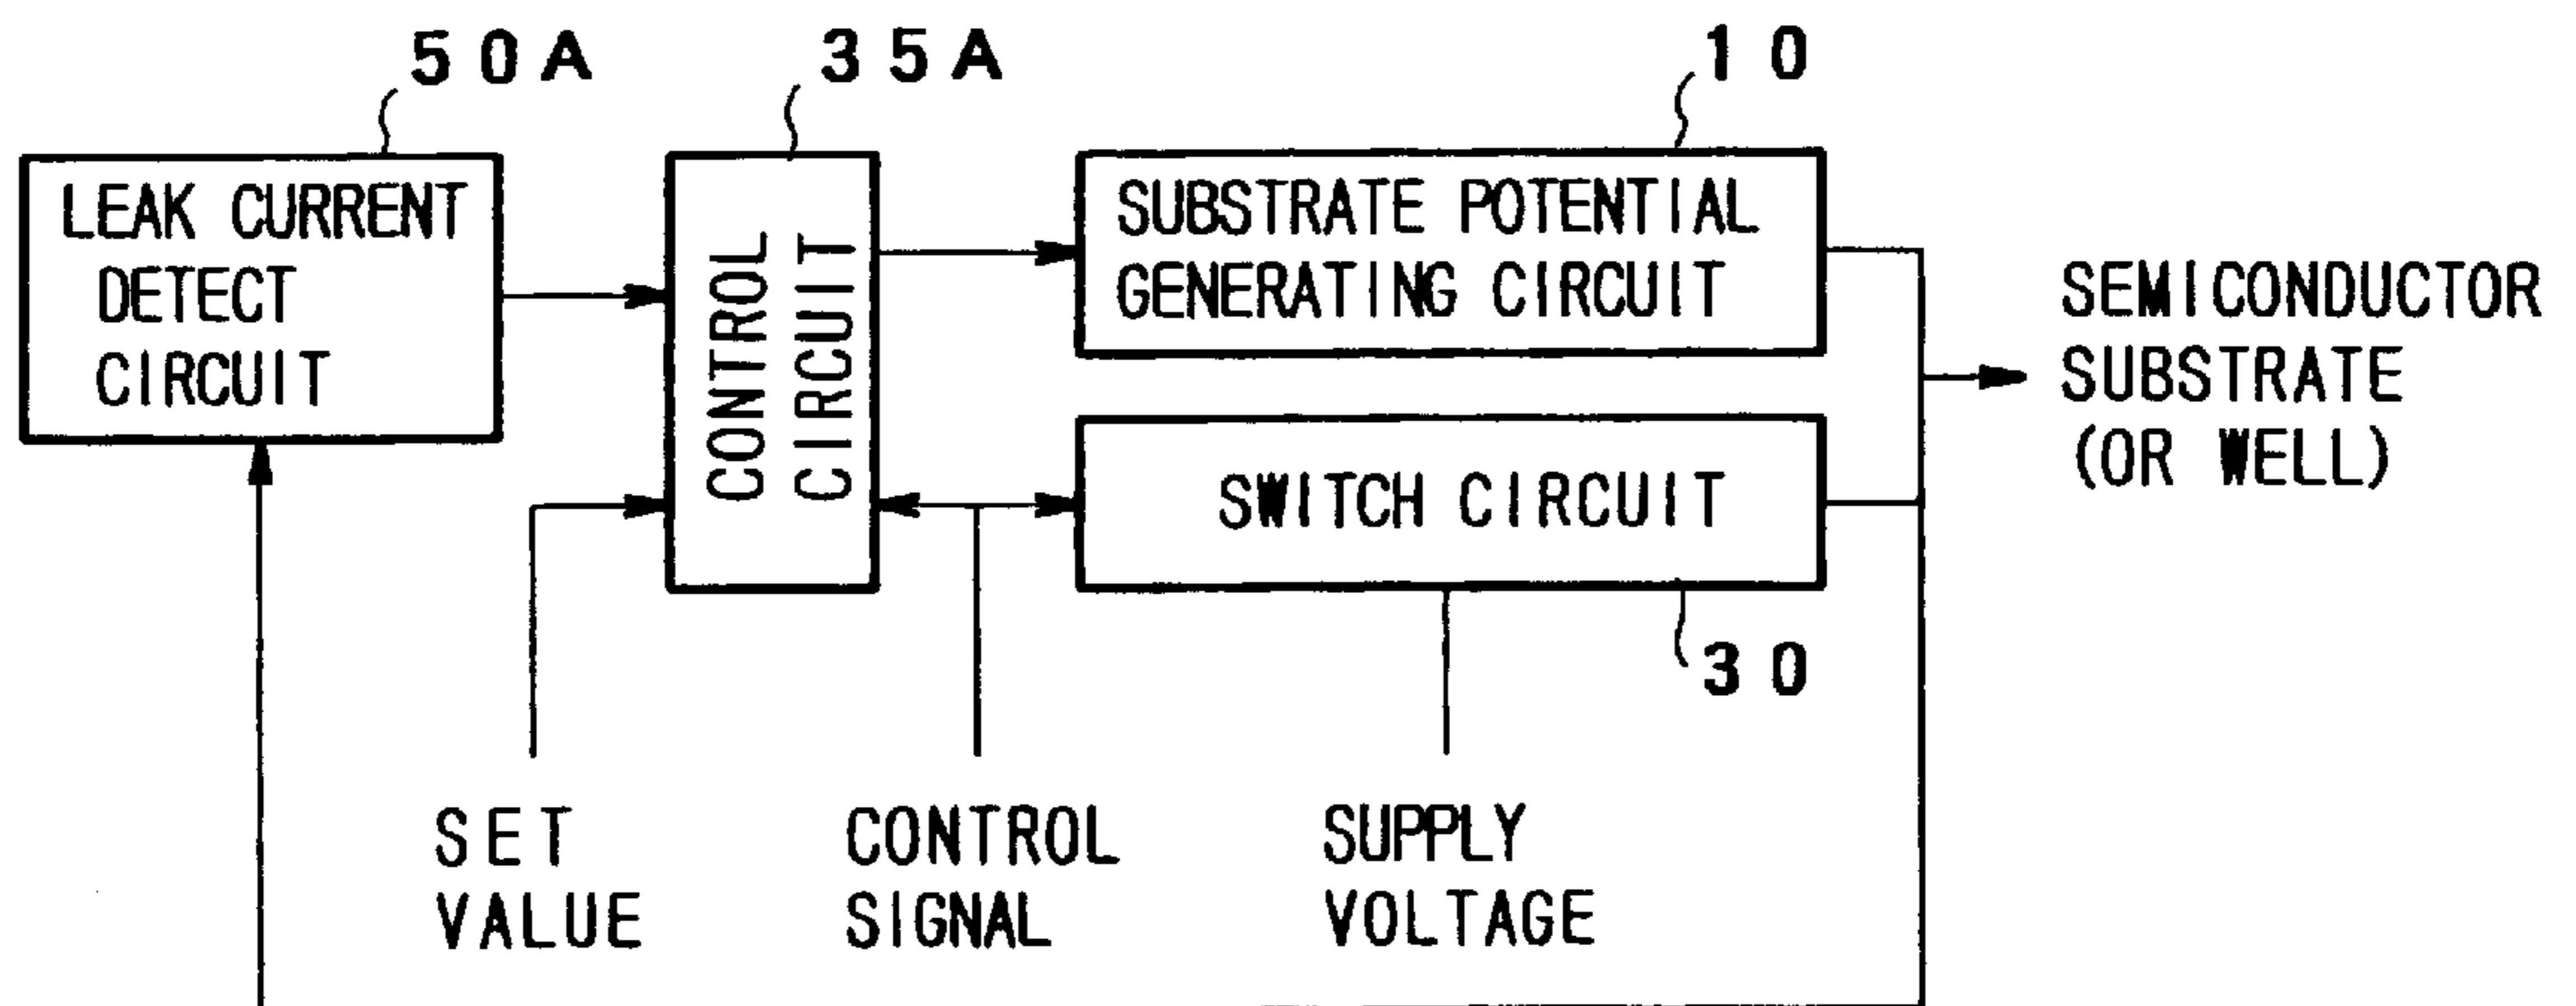 50A
35A
10
LEAK CURRENT
DETECT
CIRCUIT
CONTROL
CIRCUIT
SUBSTRATE POTENTIAL
GENERATING CIRCUIT
SEMICONDUCTOR
SUBSTRATE
(OR WELL)
SWITCH CIRCUIT
30
SET
VALUE
CONTROL
SIGNAL
SUPPLY
VOLTAGE